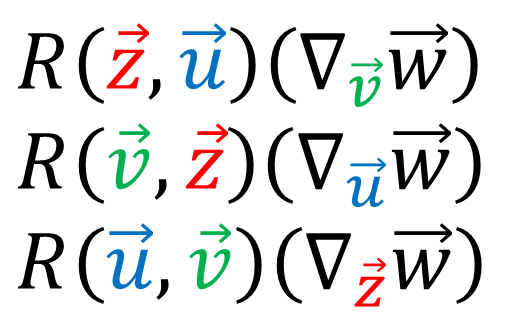 R(z⃗, u⃗)(∇_v⃗ w⃗)
R(v⃗, z⃗)(∇_u⃗ w⃗)
R(u⃗, v⃗)(∇_z⃗ w⃗)